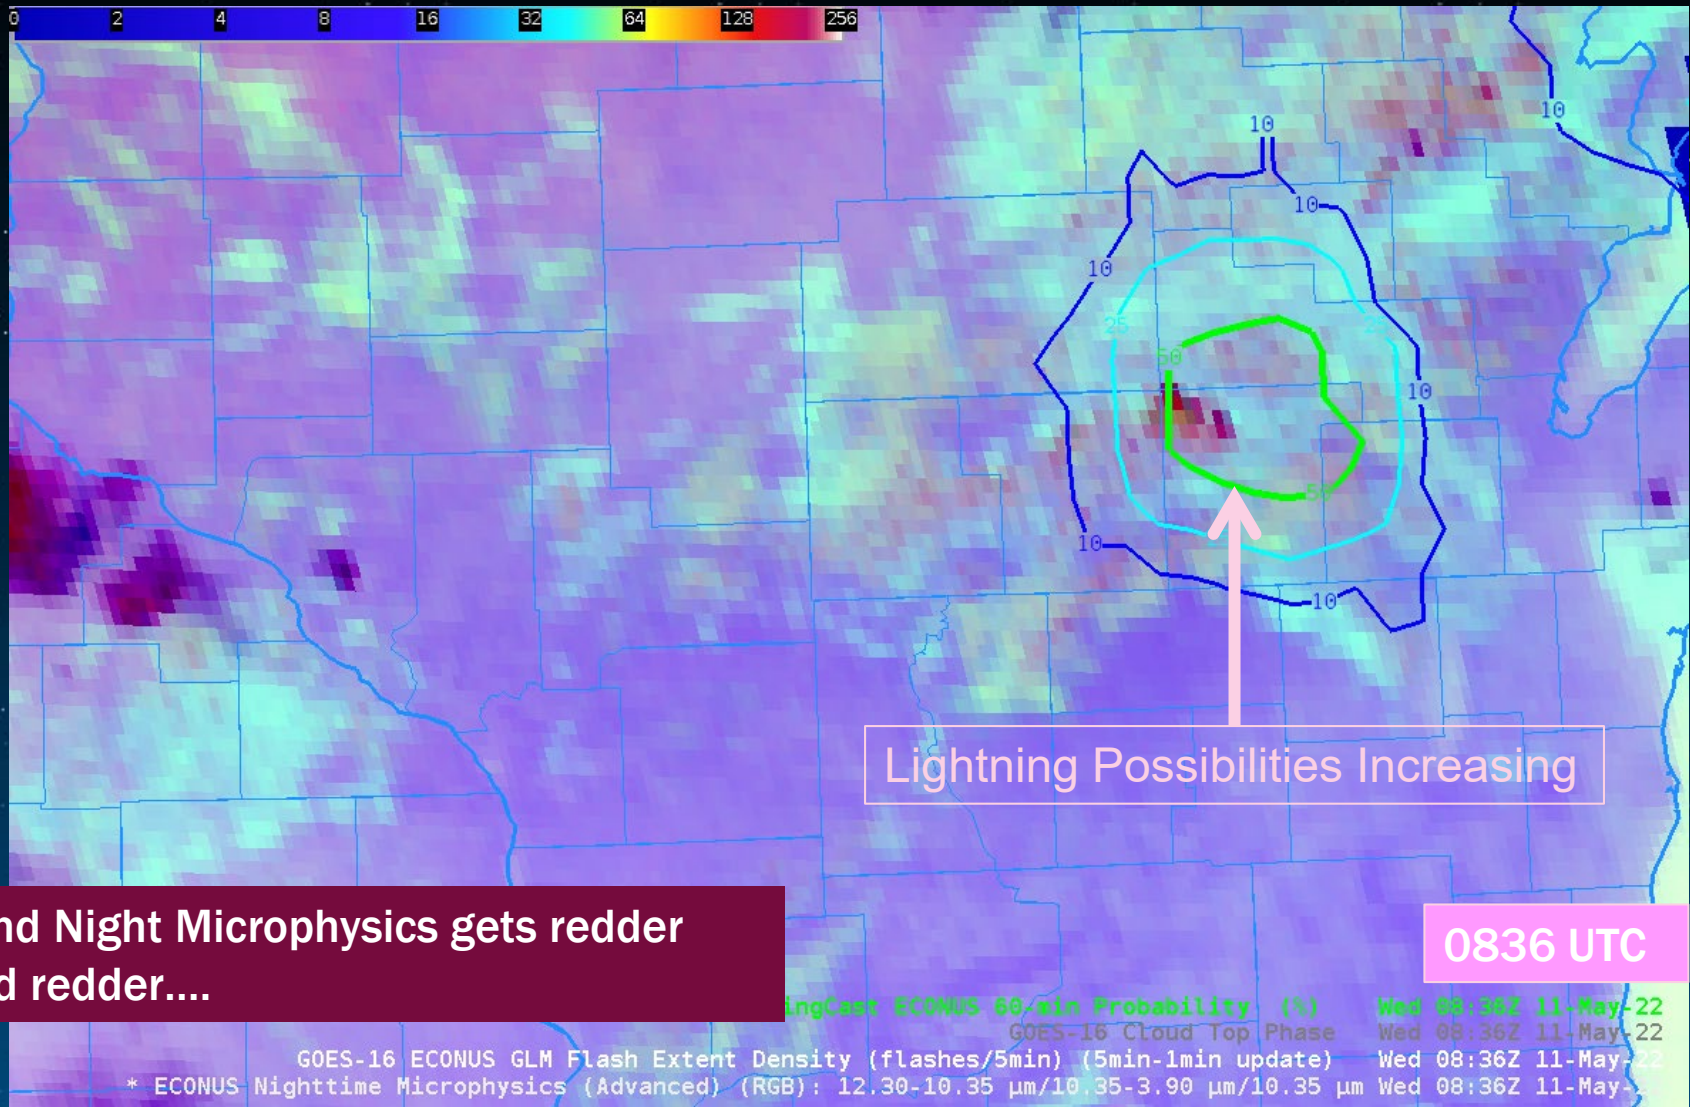 0 2 4 8 16 32 64 128 256
10
10
10
10
25
25
50
10
50
10
10
Lightning Possibilities Increasing
nd Night Microphysics gets redder
d redder....
0836 UTC
ingCast ECONUS 60-min Probability (%) Wed 08:36Z 11-May-22
GOES-16 Cloud Top Phase Wed 08:36Z 11-May-22
GOES-16 ECONUS GLM Flash Extent Density (flashes/5min) (5min-1min update) Wed 08:36Z 11-May-22
* ECONUS Nighttime Microphysics (Advanced) (RGB): 12.30-10.35 µm/10.35-3.90 µm/10.35 µm Wed 08:36Z 11-May-